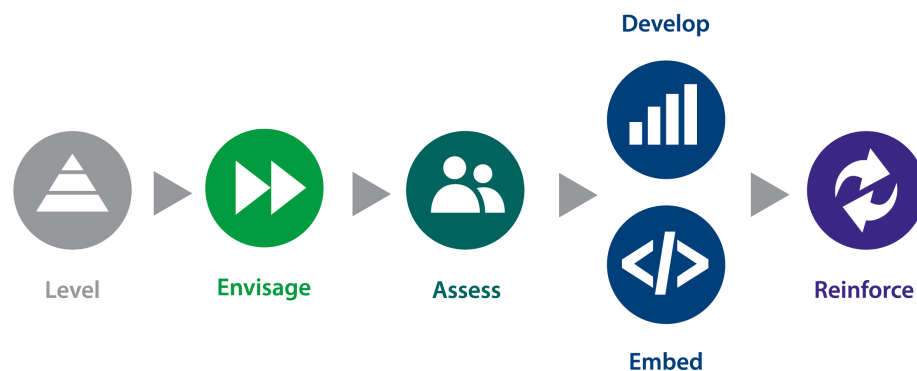 Develop
Level
Envisage
Assess
Reinforce
Embed